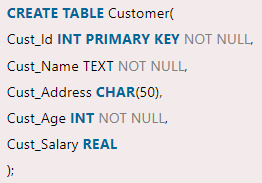 CREATE TABLE Customer(
Cust_Id INT PRIMARY KEY NOT NULL,
Cust_Name TEXT NOT NULL,
Cust_Address CHAR(50),
Cust_Age INT NOT NULL,
Cust_Salary REAL
);